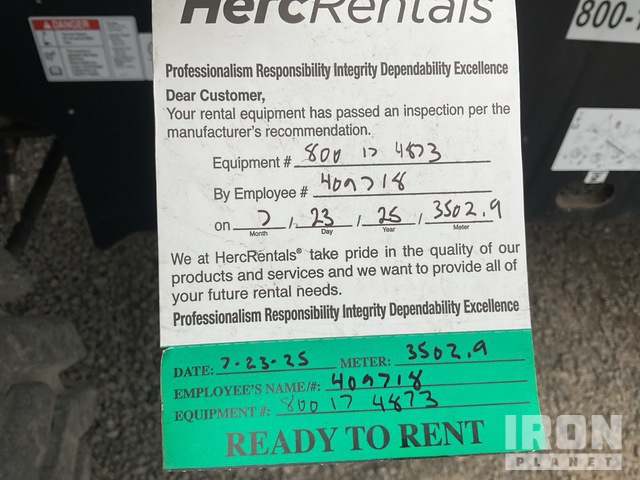 HercRentals
DANGER
800-
Professionalism Responsibility Integrity Dependability Excellence
Dear Customer,
Your rental equipment has passed an inspection per the
manufacturer's recommendation.
Equipment # 800 17 4873
By Employee # 409718
on 7 / 23 / 25 / 3502.9
Month Day Year Meter
We at HercRentals® take pride in the quality of our
products and services and we want to provide all of
your future rental needs.
Professionalism Responsibility Integrity Dependability Excellence
DATE: 7-23-25 METER: 3502.9
EMPLOYEE'S NAME/#: 409718
EQUIPMENT #: 800 17 4873
READY TO RENT
IRON
PLANET